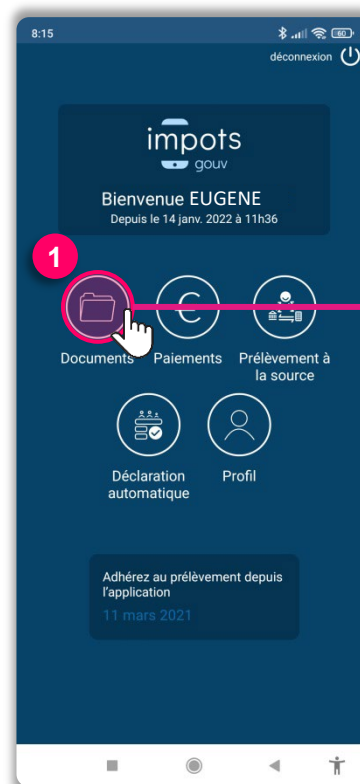 8:15
60
déconnexion
impots
gouv
Bienvenue EUGENE
Depuis le 14 janv. 2022 à 11h36
1
€
Documents
Paiements
Prélèvement à
la source
Déclaration
automatique
Profil
Adhérez au prélèvement depuis
l'application
11 mars 2021